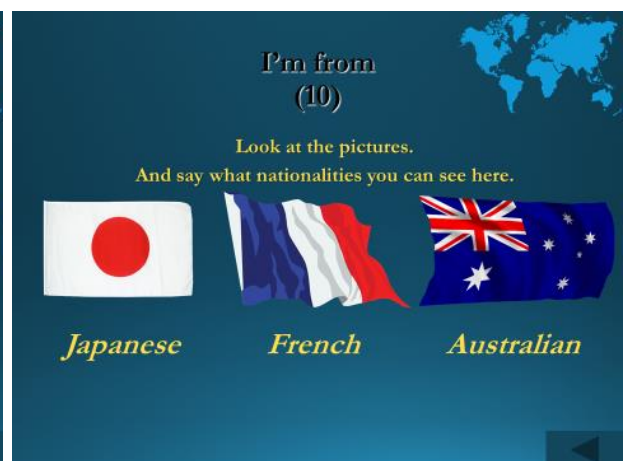 I'm from
(10)
Look at the pictures.
And say what nationalities you can see here.
Japanese French Australian